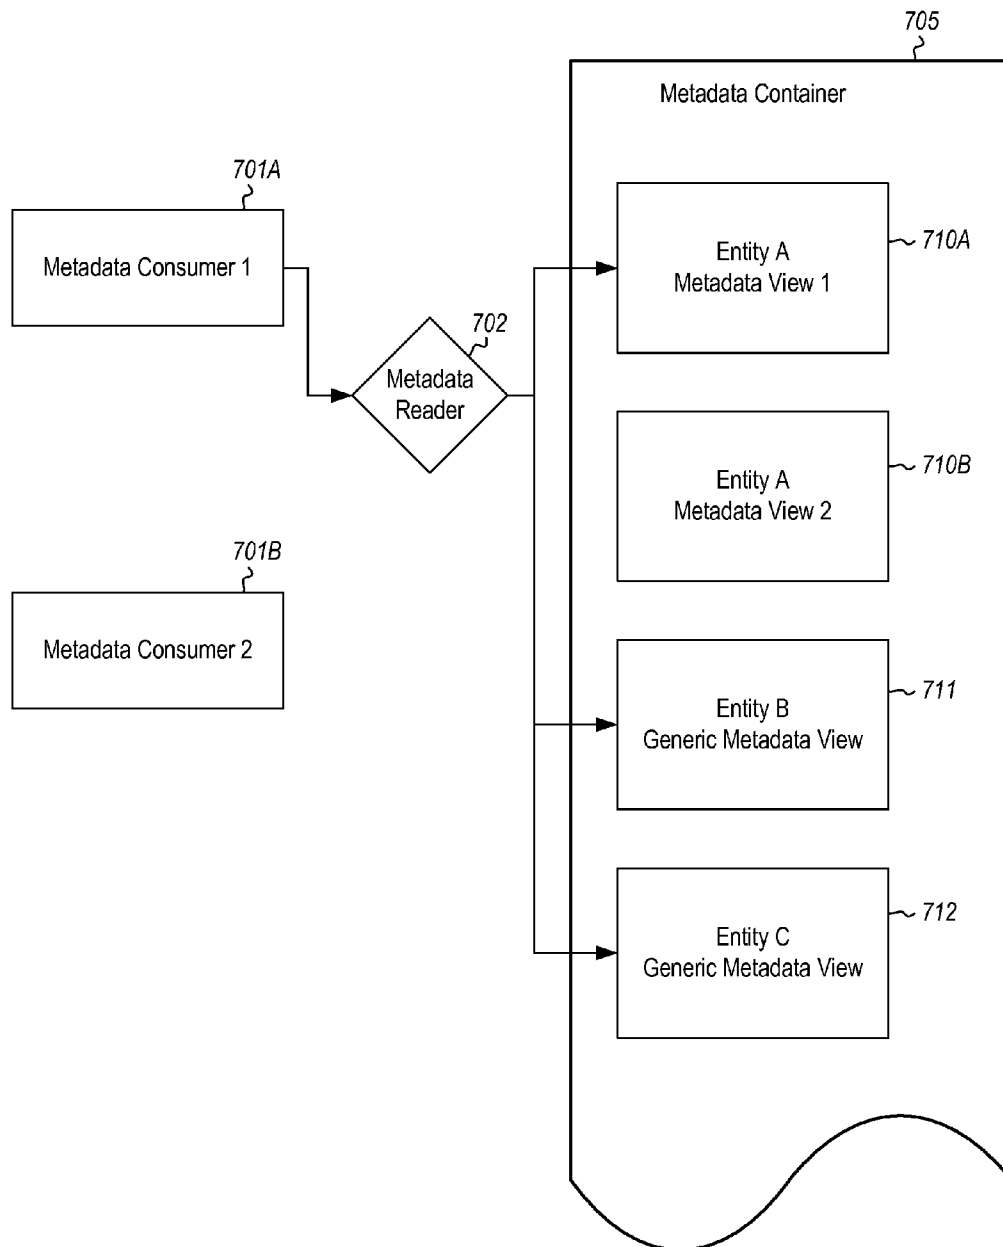 705
Metadata Container
701A
Metadata Consumer 1
Entity A
Metadata View 1
710A
702
Metadata
Reader
Entity A
Metadata View 2
710B
701B
Metadata Consumer 2
Entity B
Generic Metadata View
711
Entity C
Generic Metadata View
712